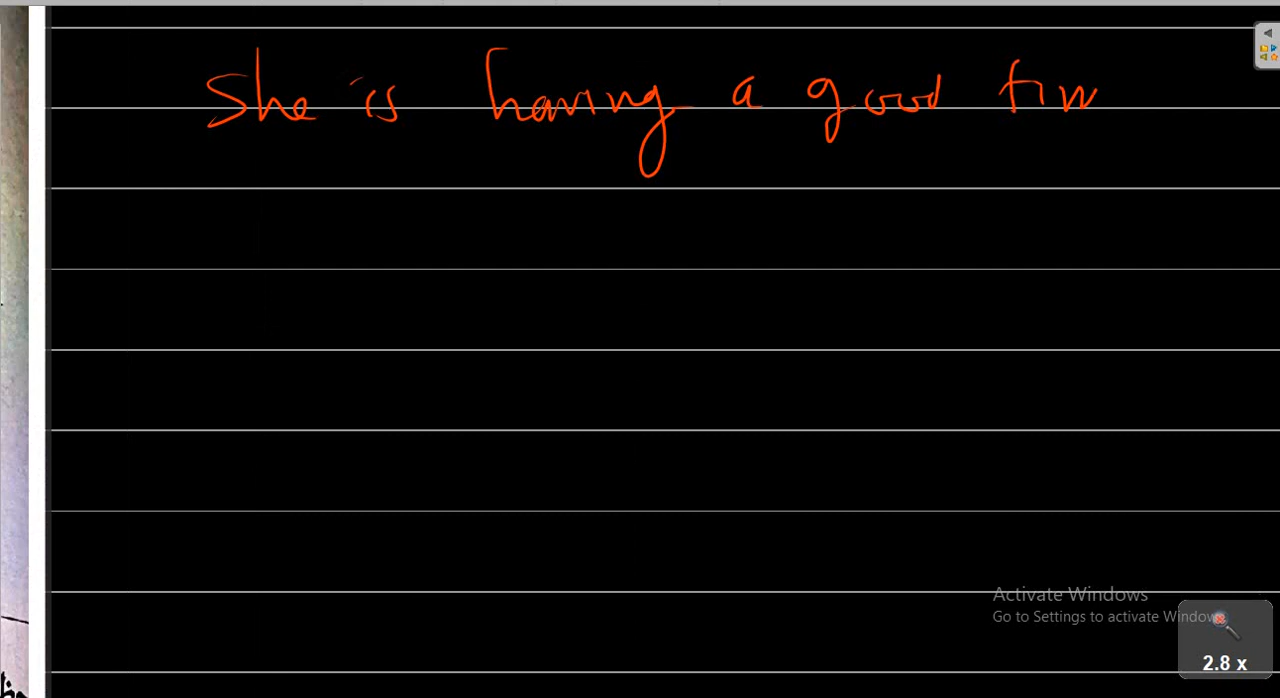 She is having a good tim
Activate Windows
Go to Settings to activate Windows
2.8 x